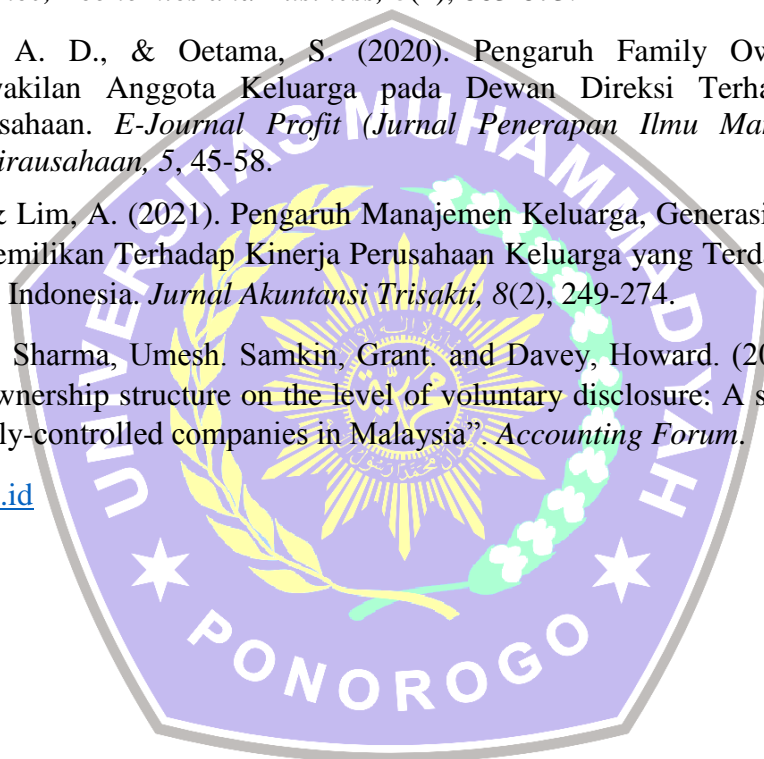 A. D., & Oetama, S. (2020). Pengaruh Family Ow
yakilan Anggota Keluarga pada Dewan Direksi Terha
sahaan. E-Journal Profit (Jurnal Penerapan Ilmu Ma
irausahaan, 5, 45-58.
& Lim, A. (2021). Pengaruh Manajemen Keluarga, Generasi
emilikan Terhadap Kinerja Perusahaan Keluarga yang Terda
Indonesia. Jurnal Akuntansi Trisakti, 8(2), 249-274.
Sharma, Umesh. Samkin, Grant. and Davey, Howard. (20
wnership structure on the level of voluntary disclosure: A s
ly-controlled companies in Malaysia”. Accounting Forum.
.id
UNIVERSITAS MUHAMMADIYAH
PONOROGO